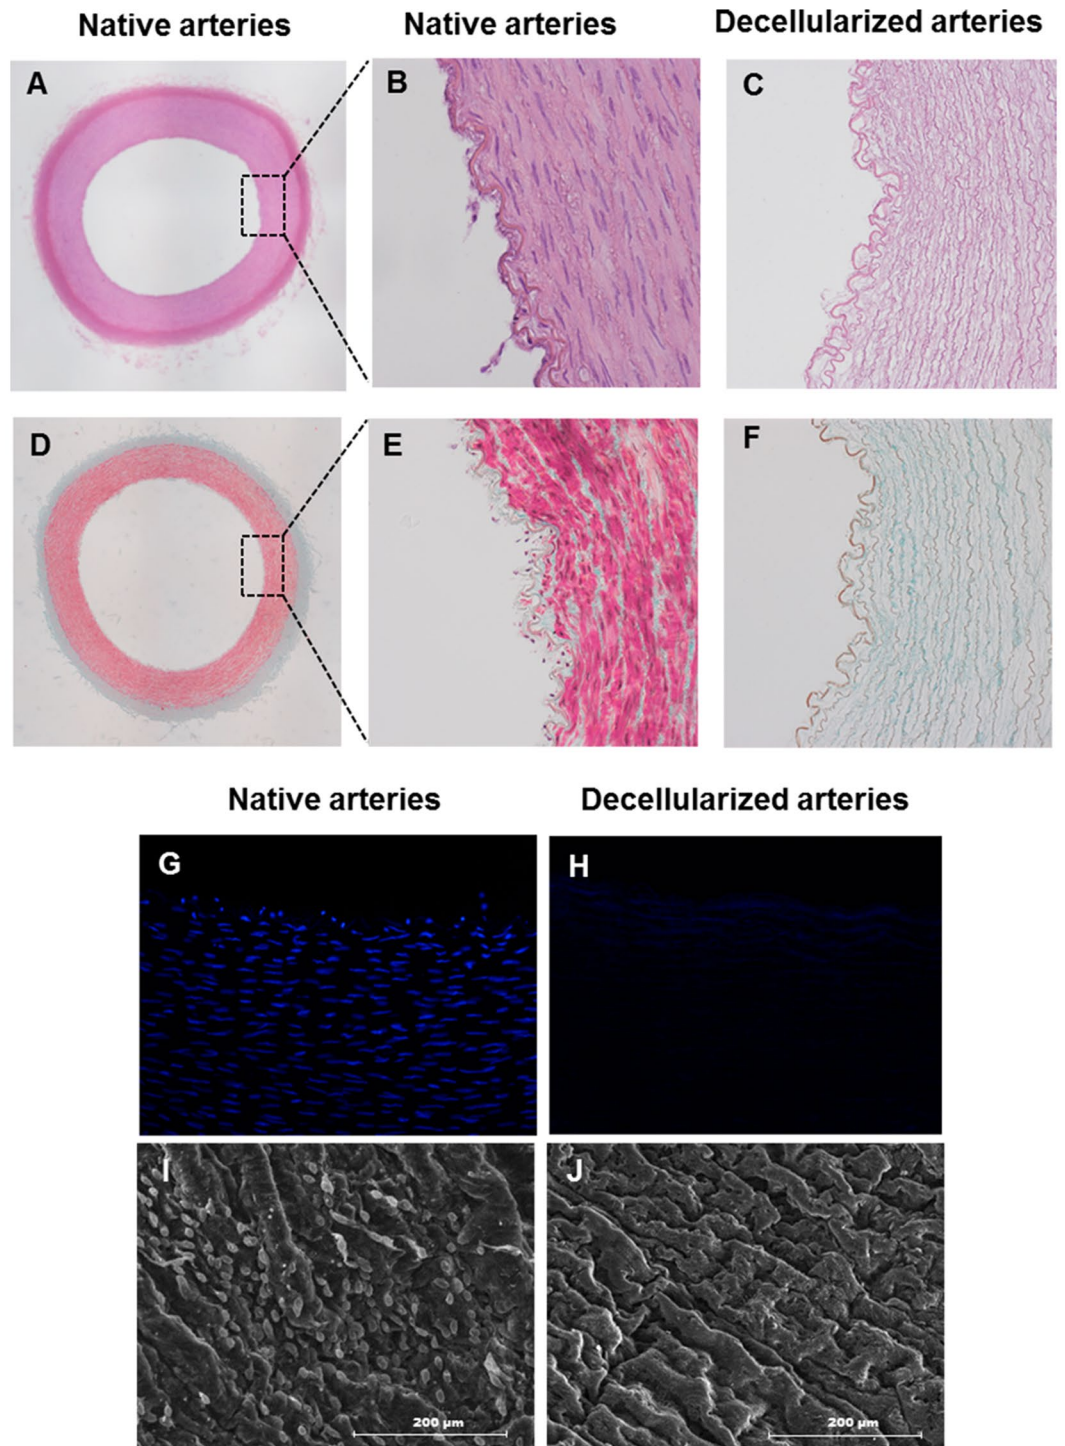 Native arteries
Native arteries
Decellularized arteries
A
B
C
D
E
F
Native arteries
Decellularized arteries
G
H
I
J
200 µm
200 µm